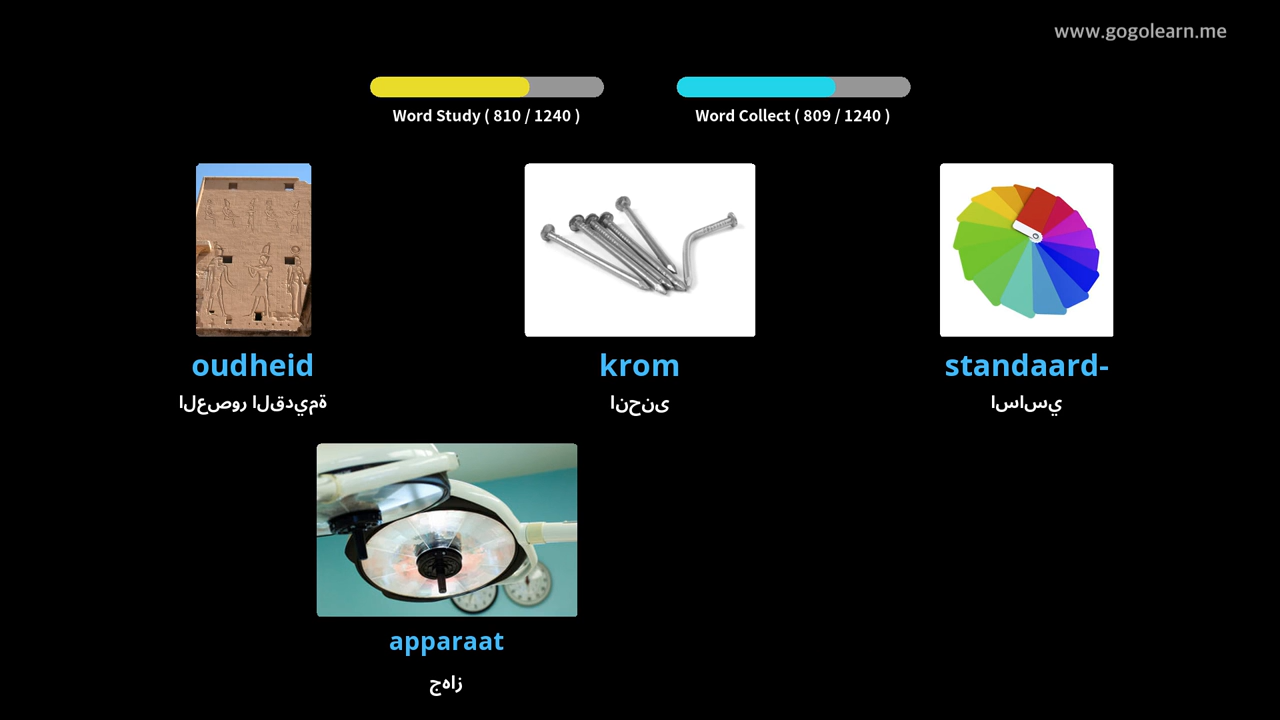 www.gogolearn.me
Word Study ( 810 / 1240 )
Word Collect ( 809 / 1240 )
oudheid
krom
standaard-
العصور القديمة
انحنى
اساسي
apparaat
جهاز